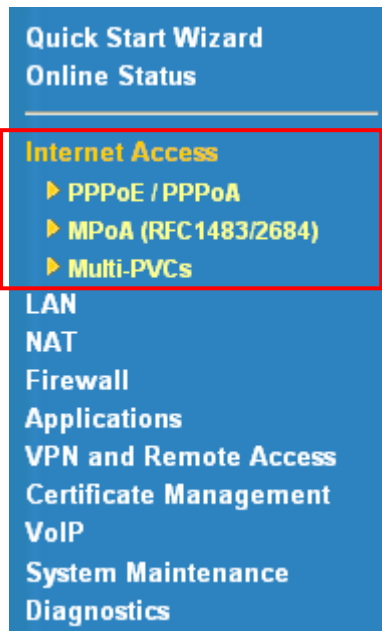 Quick Start Wizard
Online Status
Internet Access
PPPoE / PPPoA
MPoA (RFC1483/2684)
Multi-PVCs
LAN
NAT
Firewall
Applications
VPN and Remote Access
Certificate Management
VoIP
System Maintenance
Diagnostics